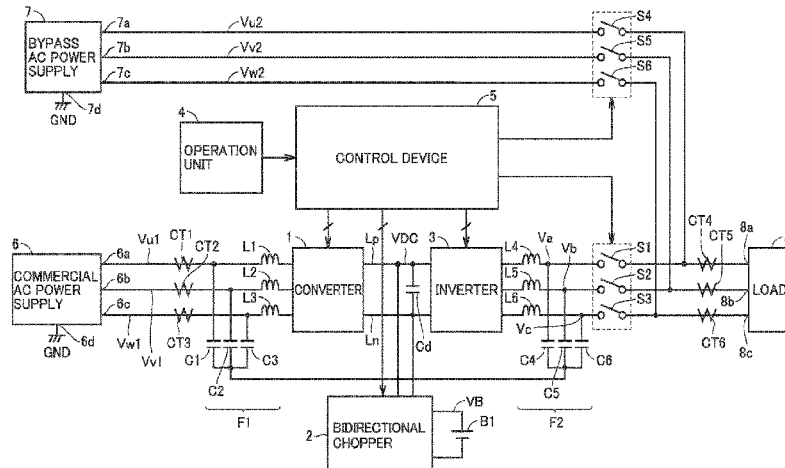 7
7a
Vu2
S4
BYPASS
AC POWER
SUPPLY
7b
Vv2
S5
7c
Vw2
S6
7d
GND
4
5
OPERATION
UNIT
CONTROL DEVICE
6
6a
Vu1
CT1
CT2
L1
1
Lp
VDC
3
L4
Va
Vb
S1
CT4
CT5
8a
COMMERCIAL
AC POWER
SUPPLY
6b
L2
CONVERTER
INVERTER
L5
S2
8b
LOAD
6c
L3
L6
S3
6d
GND
Vw1
Vv1
CT3
C1
C2
C3
Ln
Cd
Vc
C4
C5
C6
CT6
8c
F1
2
BIDIRECTIONAL
CHOPPER
VB
B1
F2